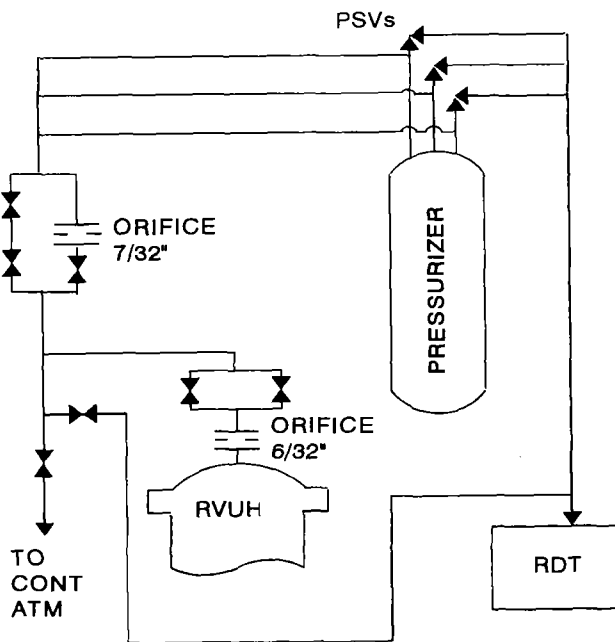 PSVs
ORIFICE
7/32"
PRESSURIZER
ORIFICE
6/32"
RVUH
TO
CONT
ATM
RDT